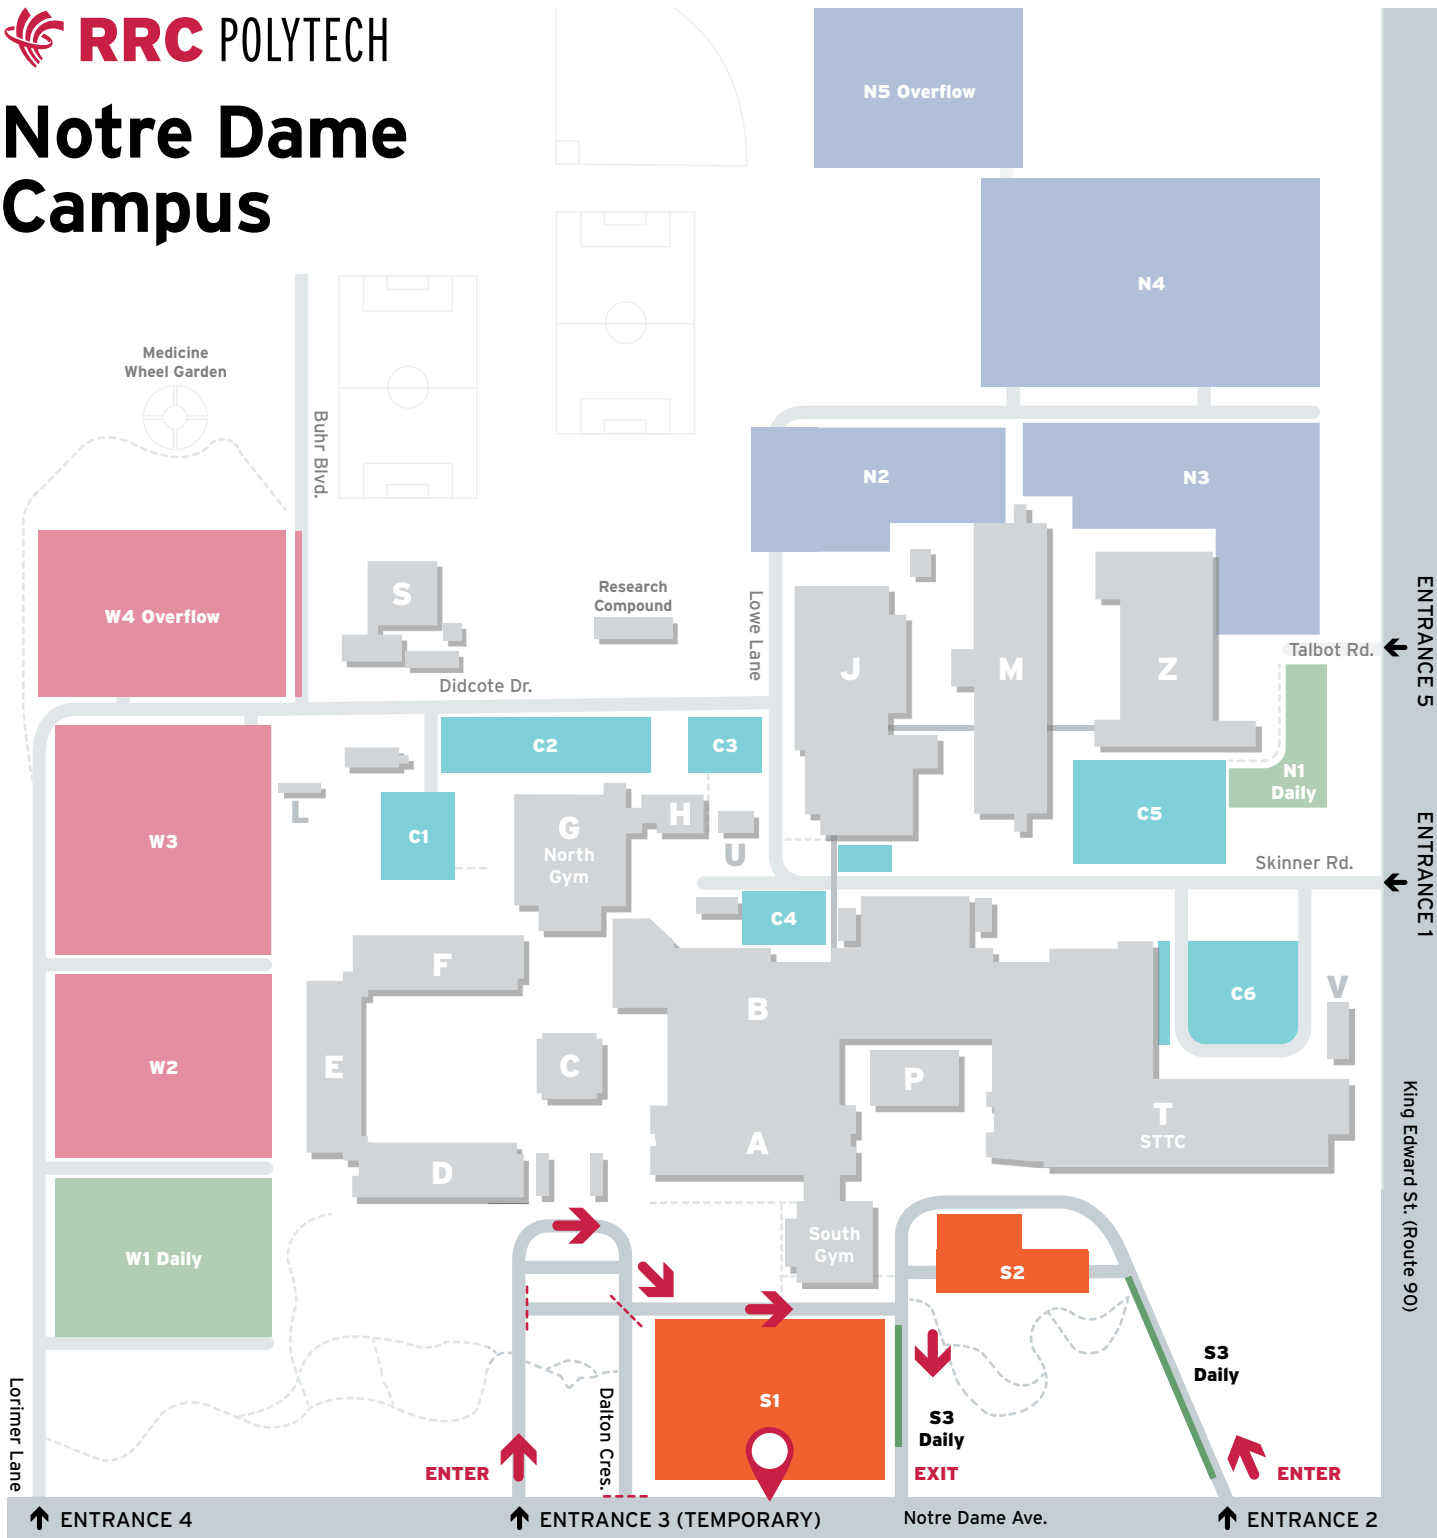 RRC POLYTECH
Notre Dame
Campus
N5 Overflow
N4
Medicine
Wheel Garden
Buhr Blvd.
N2
N3
W4 Overflow
S
Research
Compound
Lowe Lane
J
M
Z
ENTRANCE 5
Talbot Rd.
Didcote Dr.
C2
C3
N1
Daily
W3
L
C1
G
North
Gym
H
U
C5
ENTRANCE 1
Skinner Rd.
C4
F
B
C6
V
W2
E
C
P
T
STTC
A
D
King Edward St. (Route 90)
W1 Daily
South
Gym
S2
S3
Daily
Lorimer Lane
Dalton Cres.
S1
S3
Daily
ENTER
EXIT
ENTER
ENTRANCE 4
ENTRANCE 3 (TEMPORARY)
Notre Dame Ave.
ENTRANCE 2